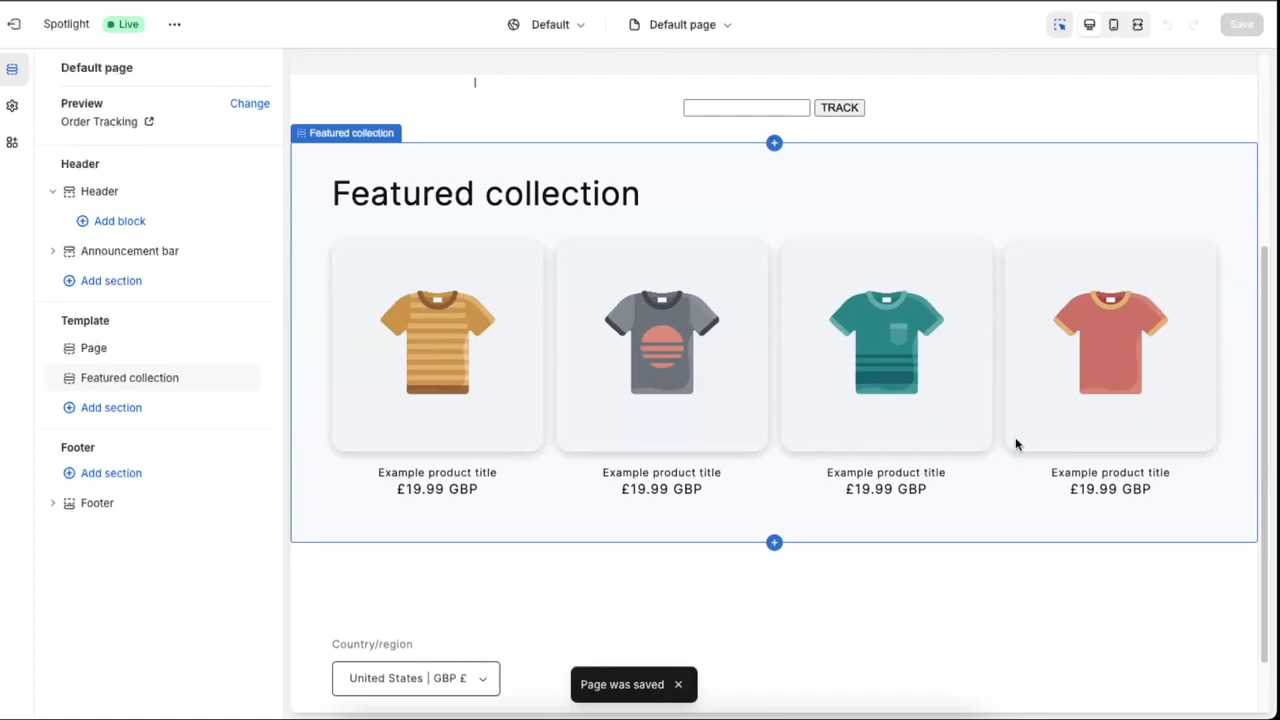 Spotlight
Live
Default
Default page
Save
Default page
Preview
Change
Order Tracking
Header
Header
Add block
Announcement bar
Add section
Template
Page
Featured collection
Add section
Footer
Add section
Footer
TRACK
Featured collection
Featured collection
Example product title
£19.99 GBP
Example product title
£19.99 GBP
Example product title
£19.99 GBP
Example product title
£19.99 GBP
Country/region
United States | GBP £
Page was saved